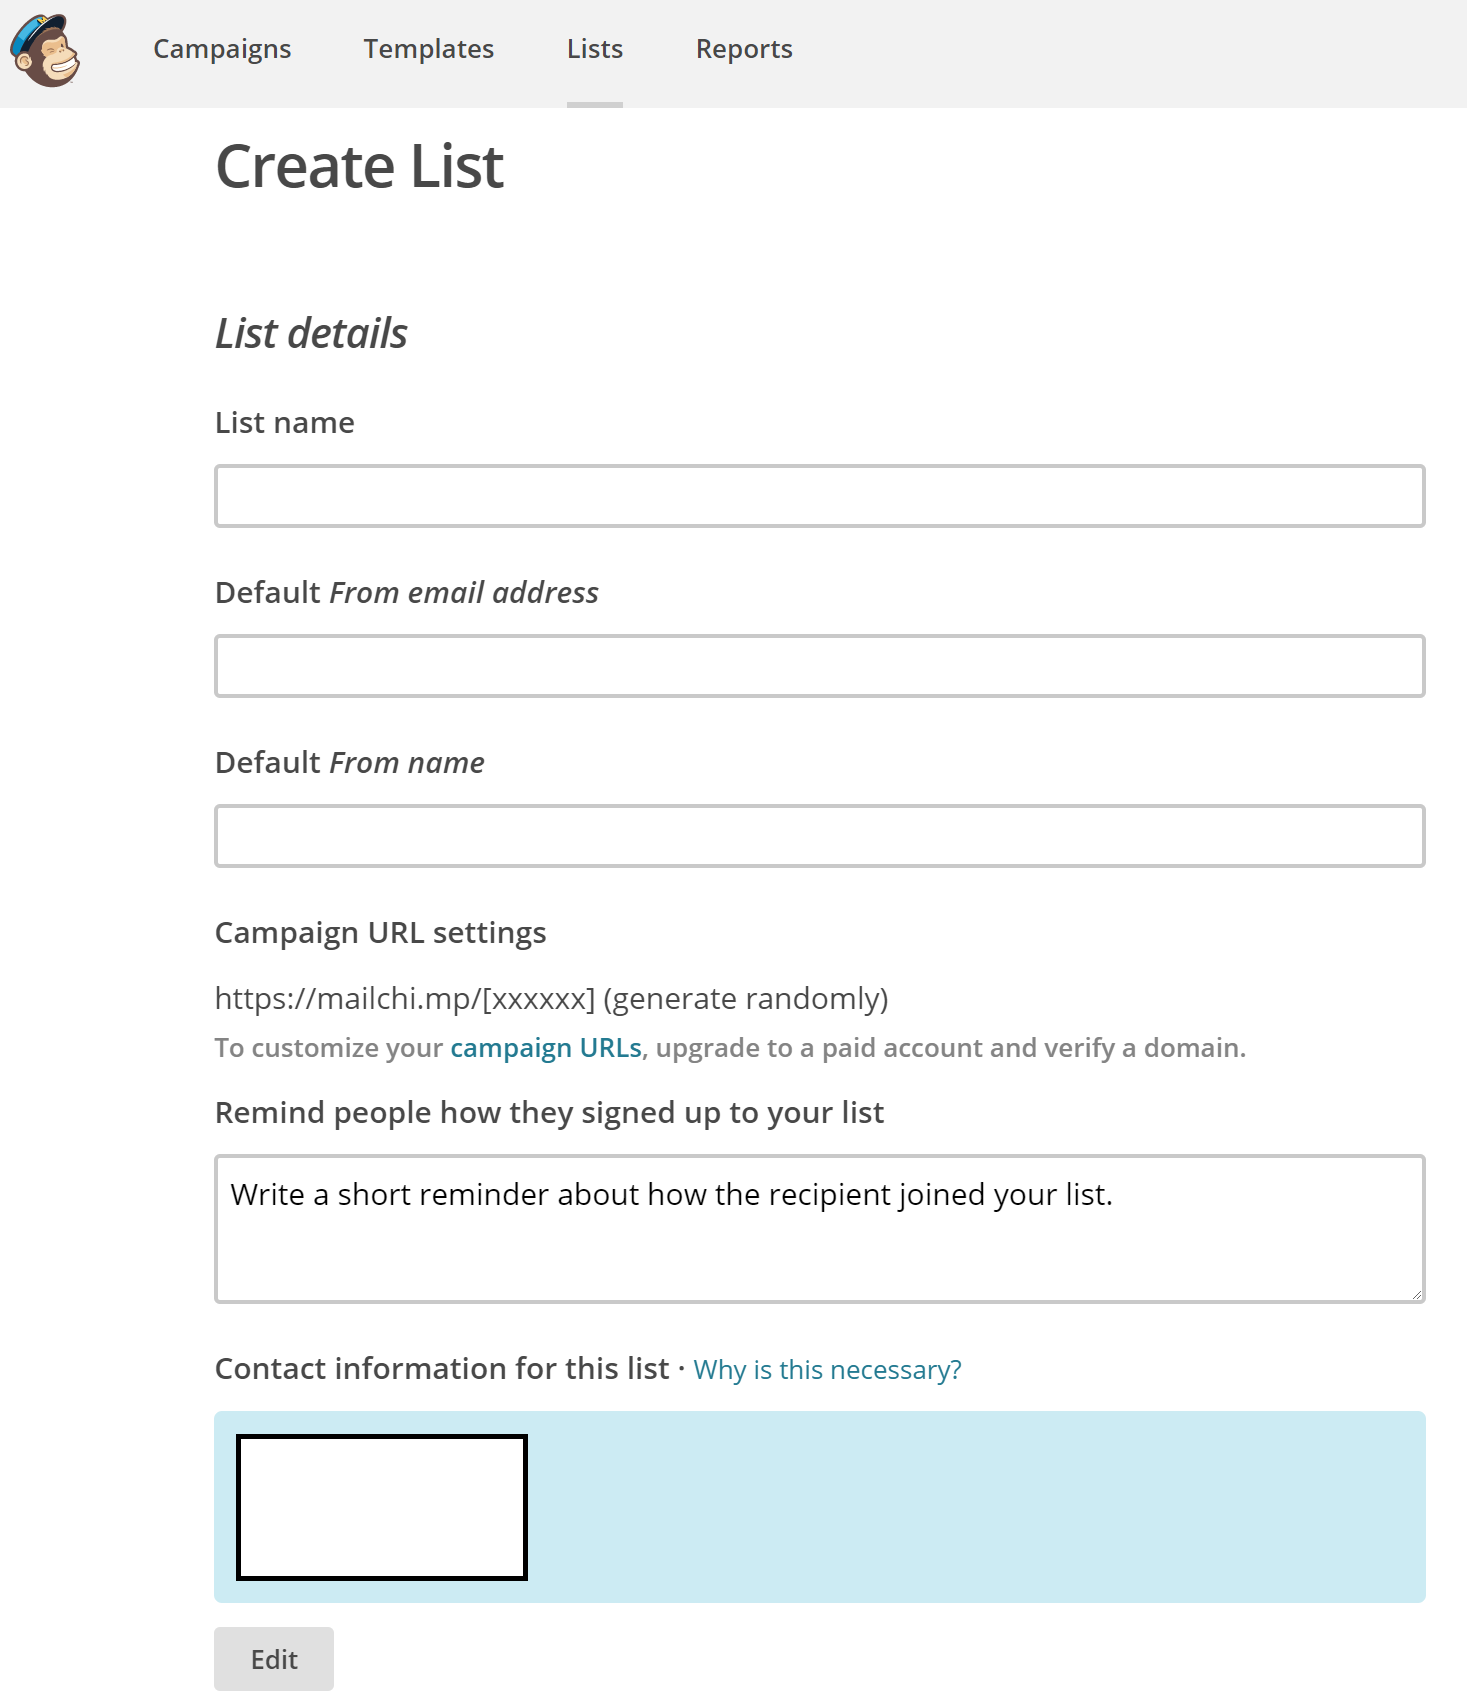 Campaigns Templates Lists Reports
Create List
List details
List name
Default From email address
Default From name
Campaign URL settings
https://mailchi.mp/[xxxxxx] (generate randomly)
To customize your campaign URLs, upgrade to a paid account and verify a domain.
Remind people how they signed up to your list
Write a short reminder about how the recipient joined your list.
Contact information for this list · Why is this necessary?
Edit